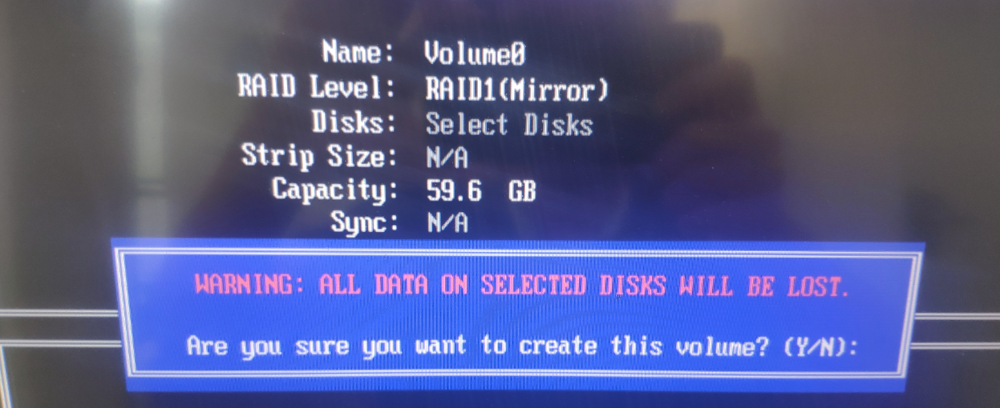 Name: Volume0
RAID Level: RAID1(Mirror)
Disks: Select Disks
Strip Size: N/A
Capacity: 59.6 GB
Sync: N/A
WARNING: ALL DATA ON SELECTED DISKS WILL BE LOST.
Are you sure you want to create this volume? (Y/N):